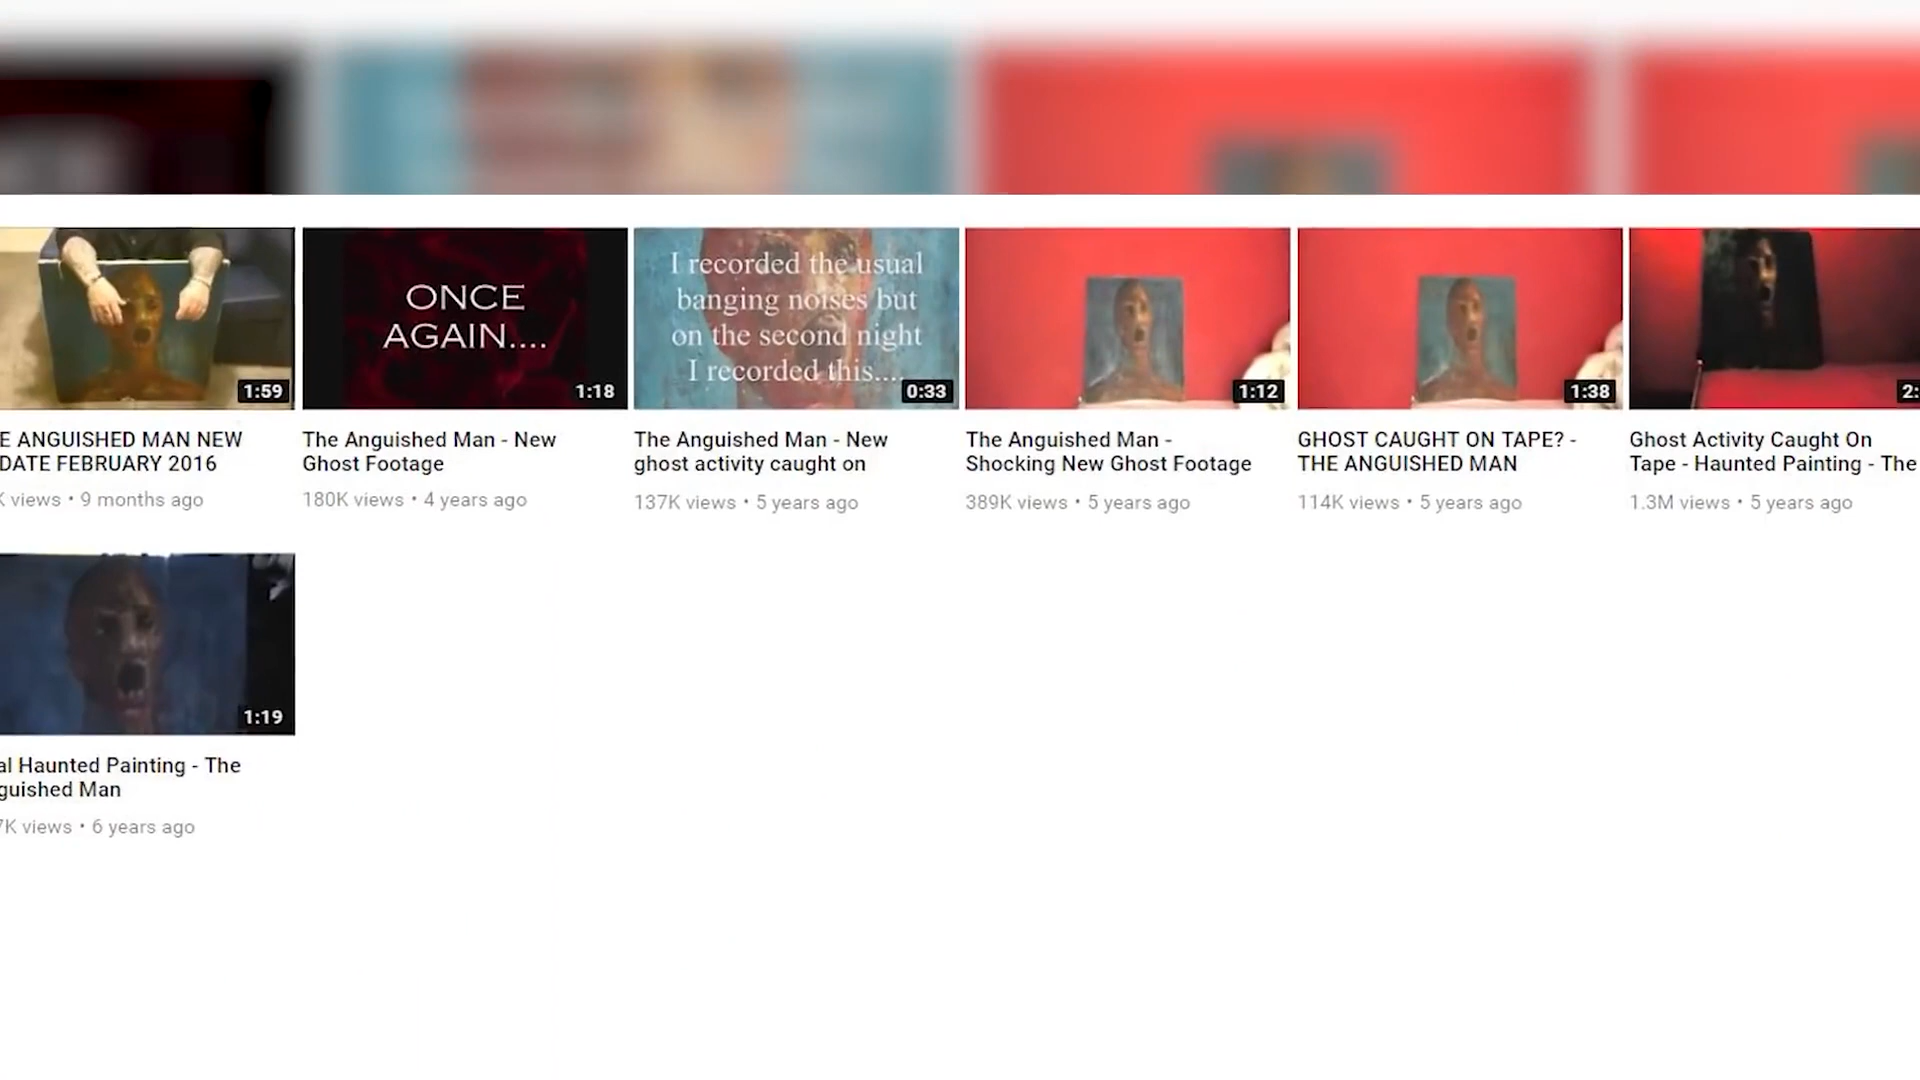 I recorded the usual
banging noises but
on the second night
I recorded this....
ONCE
AGAIN....
1:59
1:18
0:33
1:12
1:38
2:
E ANGUISHED MAN NEW
DATE FEBRUARY 2016
K views • 9 months ago
The Anguished Man - New
Ghost Footage
180K views • 4 years ago
The Anguished Man - New
ghost activity caught on
137K views • 5 years ago
The Anguished Man -
Shocking New Ghost Footage
389K views • 5 years ago
GHOST CAUGHT ON TAPE? -
THE ANGUISHED MAN
114K views • 5 years ago
Ghost Activity Caught On
Tape - Haunted Painting - The
1.3M views • 5 years ago
1:19
al Haunted Painting - The
guished Man
7K views • 6 years ago